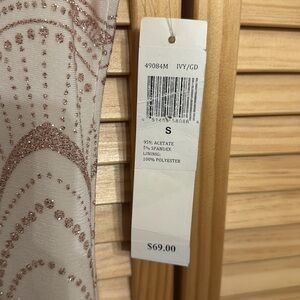 49084M IVY/GD
S
95% ACETATE
5% SPANDEX
LINING:
100% POLYESTER
$69.00